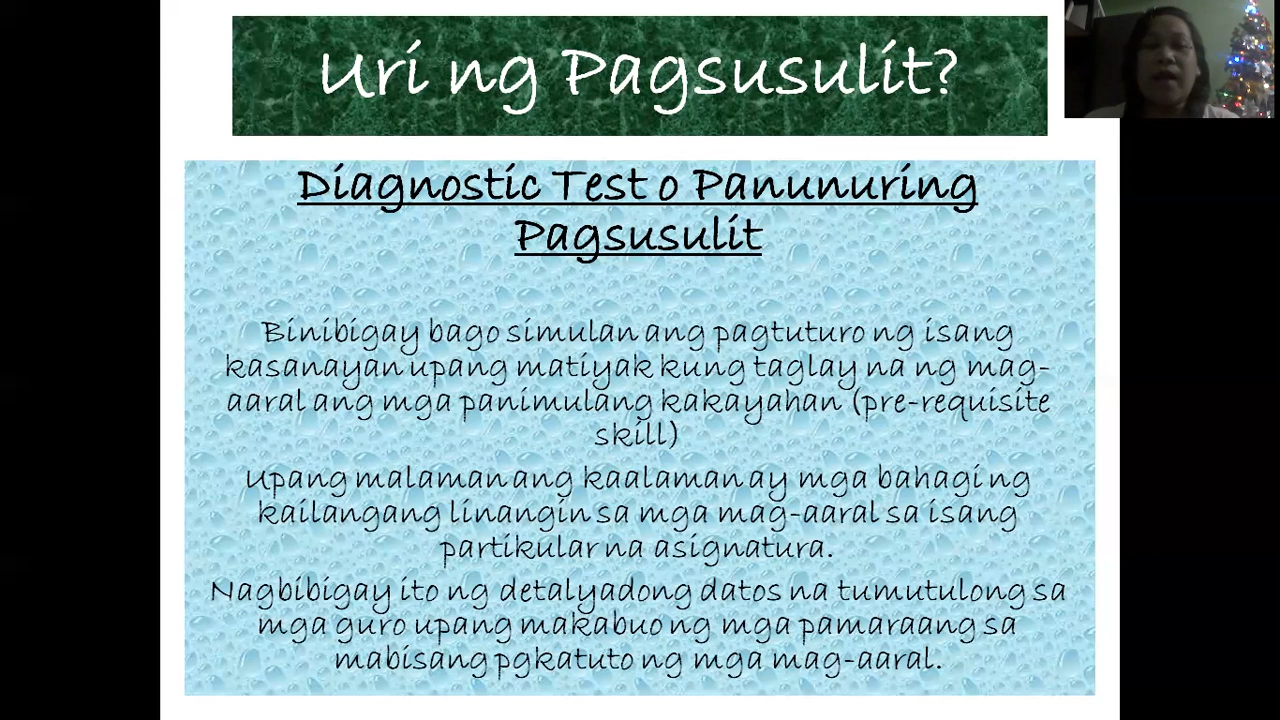 Uri ng Pagsusulit?
Diagnostic Test o Panunuring
Pagsusulit
Binibigay bago simulan ang pagtuturo ng isang
kasanayan upang matiyak kung taglay na ng mag-
aaral ang mga panimulang kakayahan (pre-requisite
skill)
Upang malaman ang kaalaman ay mga bahagi ng
kailangang linangin sa mga mag-aaral sa isang
partikular na asignatura.
Nagbibigay ito ng detalyadong datos na tumutulong sa
mga guro upang makabuo ng mga pamaraang sa
mabisang pgkatuto ng mga mag-aaral.